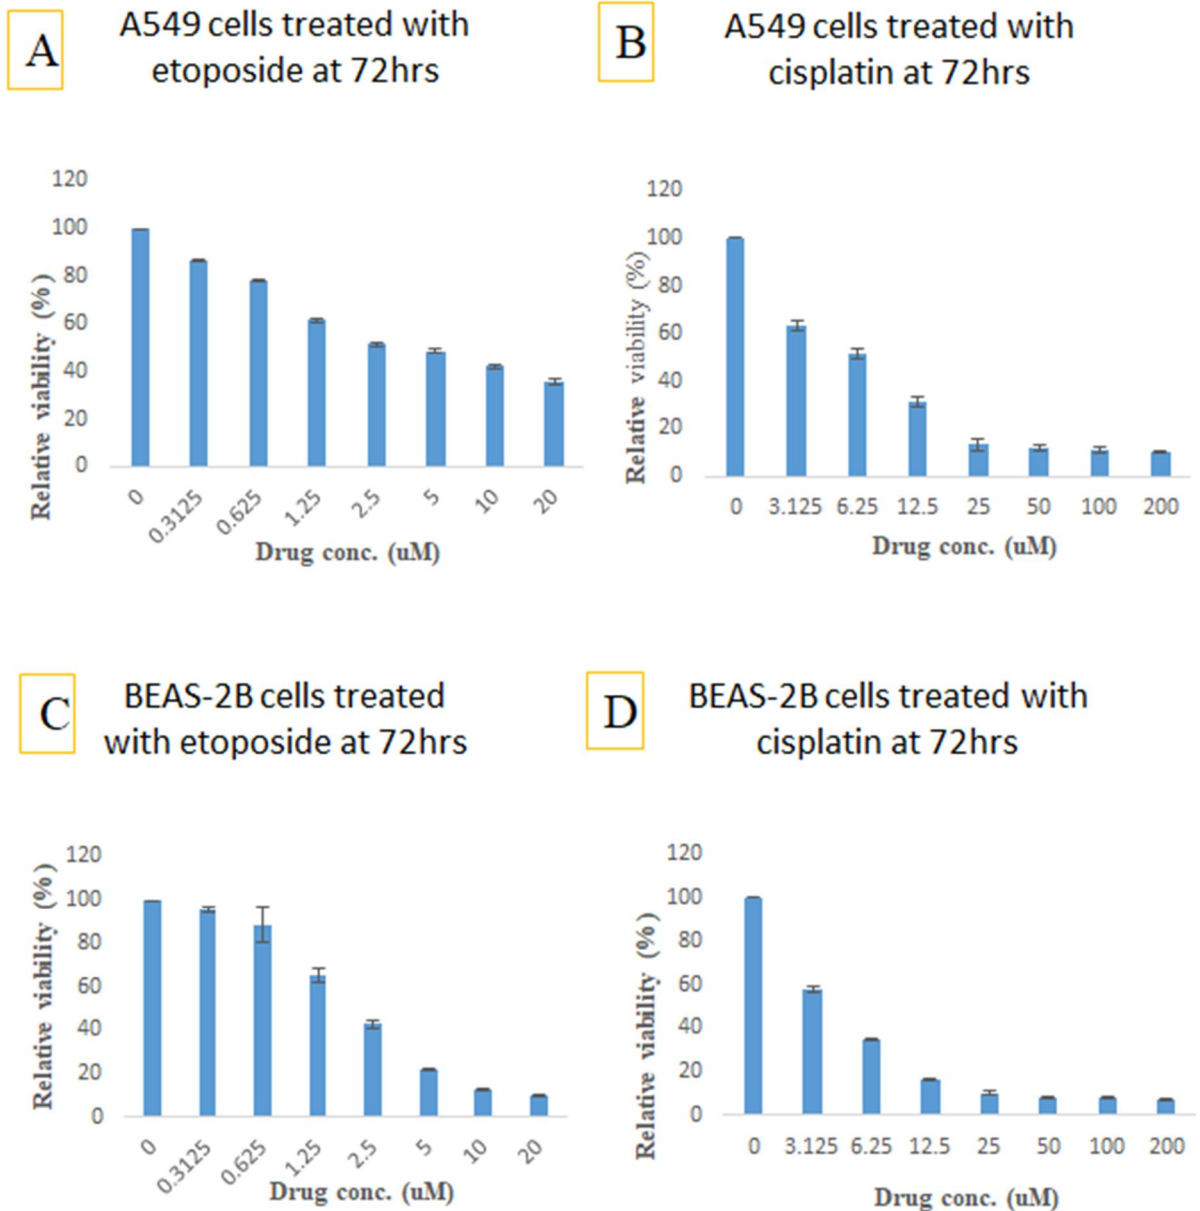 A
A549 cells treated with
etoposide at 72hrs
120
100
80
60
40
20
0
Relative viability (%)
0 0.3125 0.625 1.25 2.5 5 10 20
Drug conc. (uM)
B
A549 cells treated with
cisplatin at 72hrs
120
100
80
60
40
20
0
Relative viability (%)
0 3.125 6.25 12.5 25 50 100 200
Drug conc. (uM)
C
BEAS-2B cells treated
with etoposide at 72hrs
120
100
80
60
40
20
0
Relative viability (%)
0 0.3125 0.625 1.25 2.5 5 10 20
Drug conc. (uM)
D
BEAS-2B cells treated with
cisplatin at 72hrs
120
100
80
60
40
20
0
Relative viability (%)
0 3.125 6.25 12.5 25 50 100 200
Drug conc. (uM)